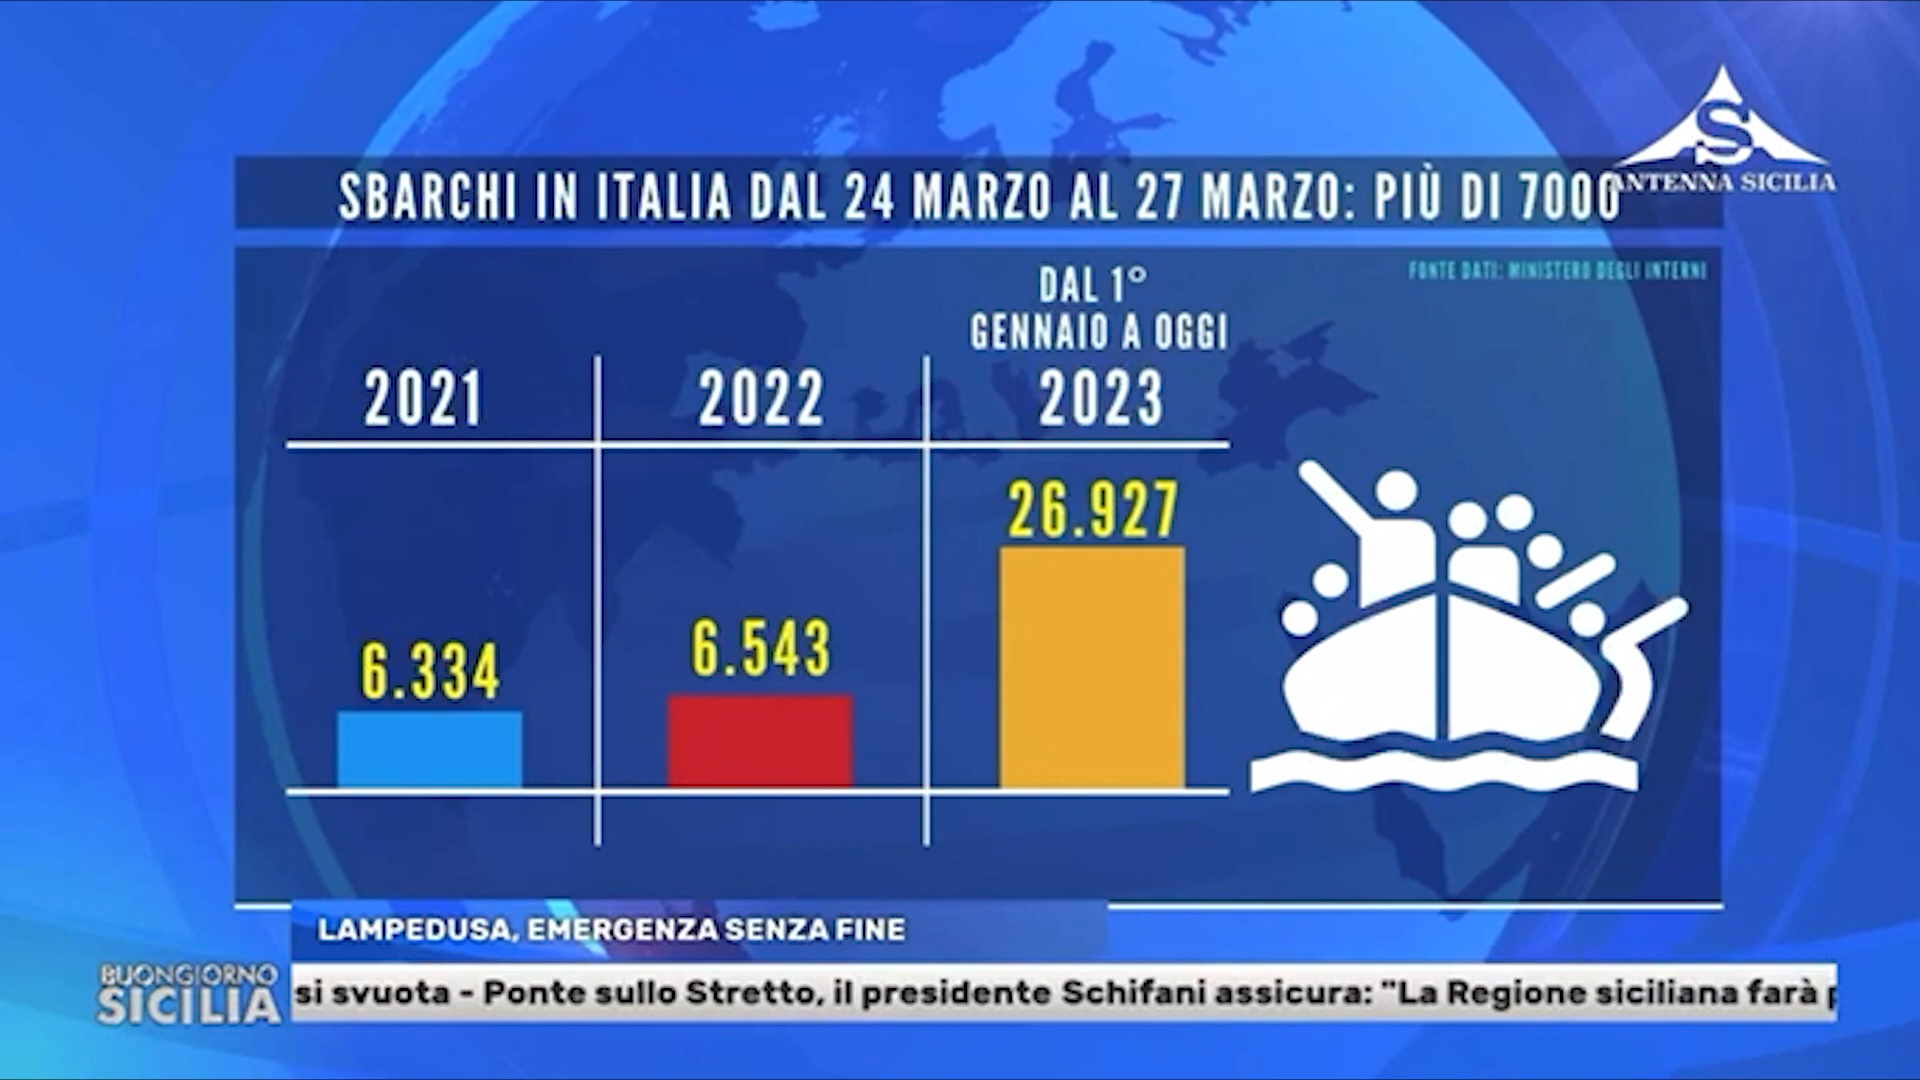 ANTENNA SICILIA
SBARCHI IN ITALIA DAL 24 MARZO AL 27 MARZO: PIÙ DI 7000
FONTE DATI: MINISTERO DEGLI INTERNI
DAL 1°
GENNAIO A OGGI
2021 2022 2023
26.927
6.543
6.334
LAMPEDUSA, EMERGENZA SENZA FINE
BUONGIORNO
SICILIA
si svuota - Ponte sullo Stretto, il presidente Schifani assicura: "La Regione siciliana farà